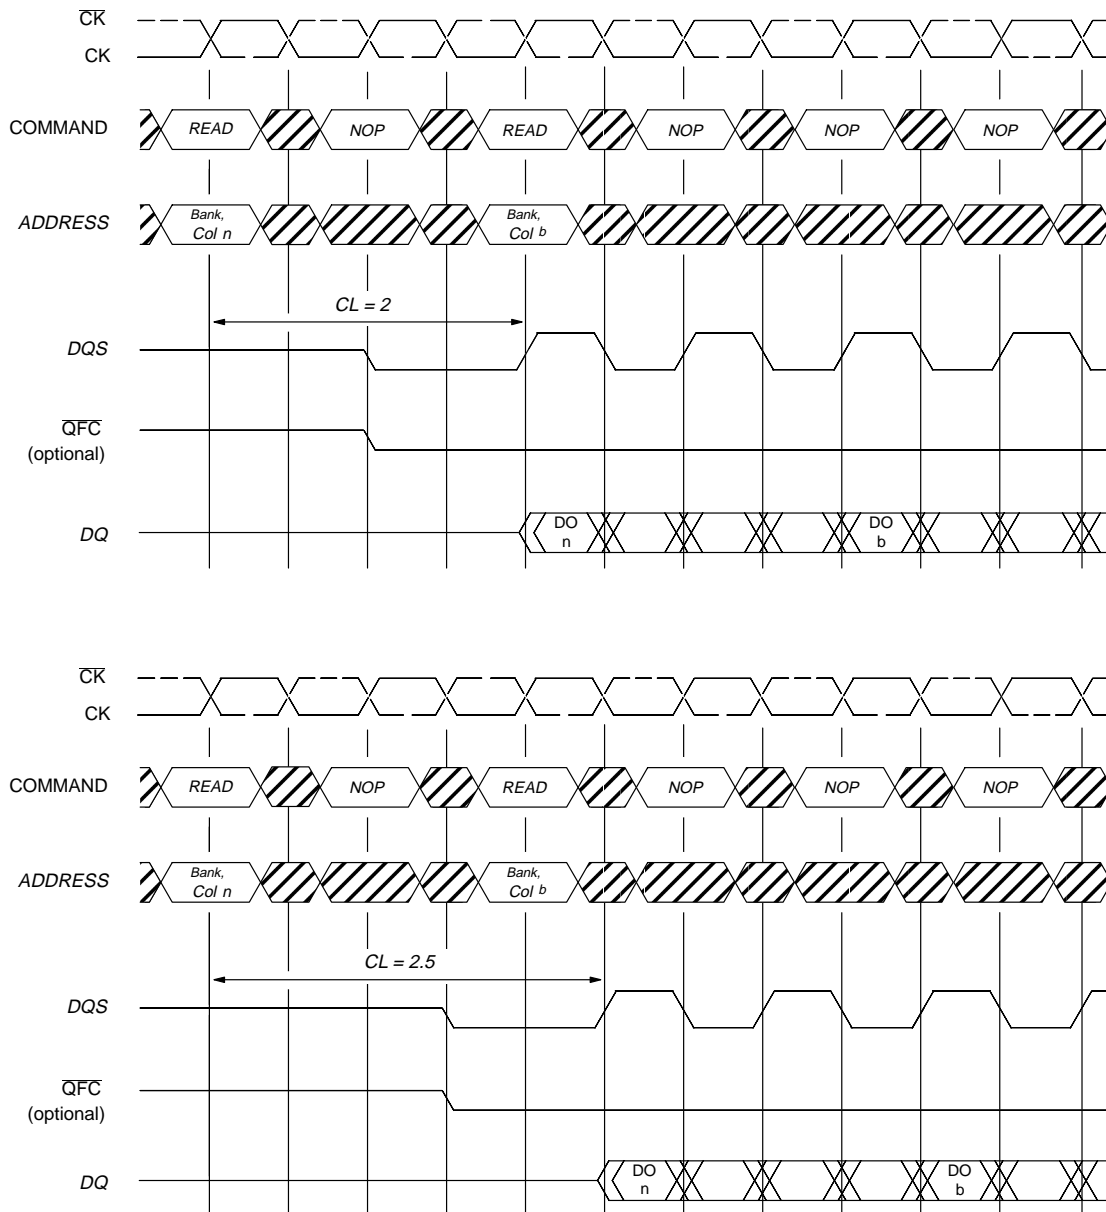 CK
CK
COMMAND READ NOP READ NOP NOP NOP
ADDRESS Bank, Col n Bank, Col b
CL = 2
DQS
QFC
(optional)
DQ DO n DO b
CK
CK
COMMAND READ NOP READ NOP NOP NOP
ADDRESS Bank, Col n Bank, Col b
CL = 2.5
DQS
QFC
(optional)
DQ DO n DO b